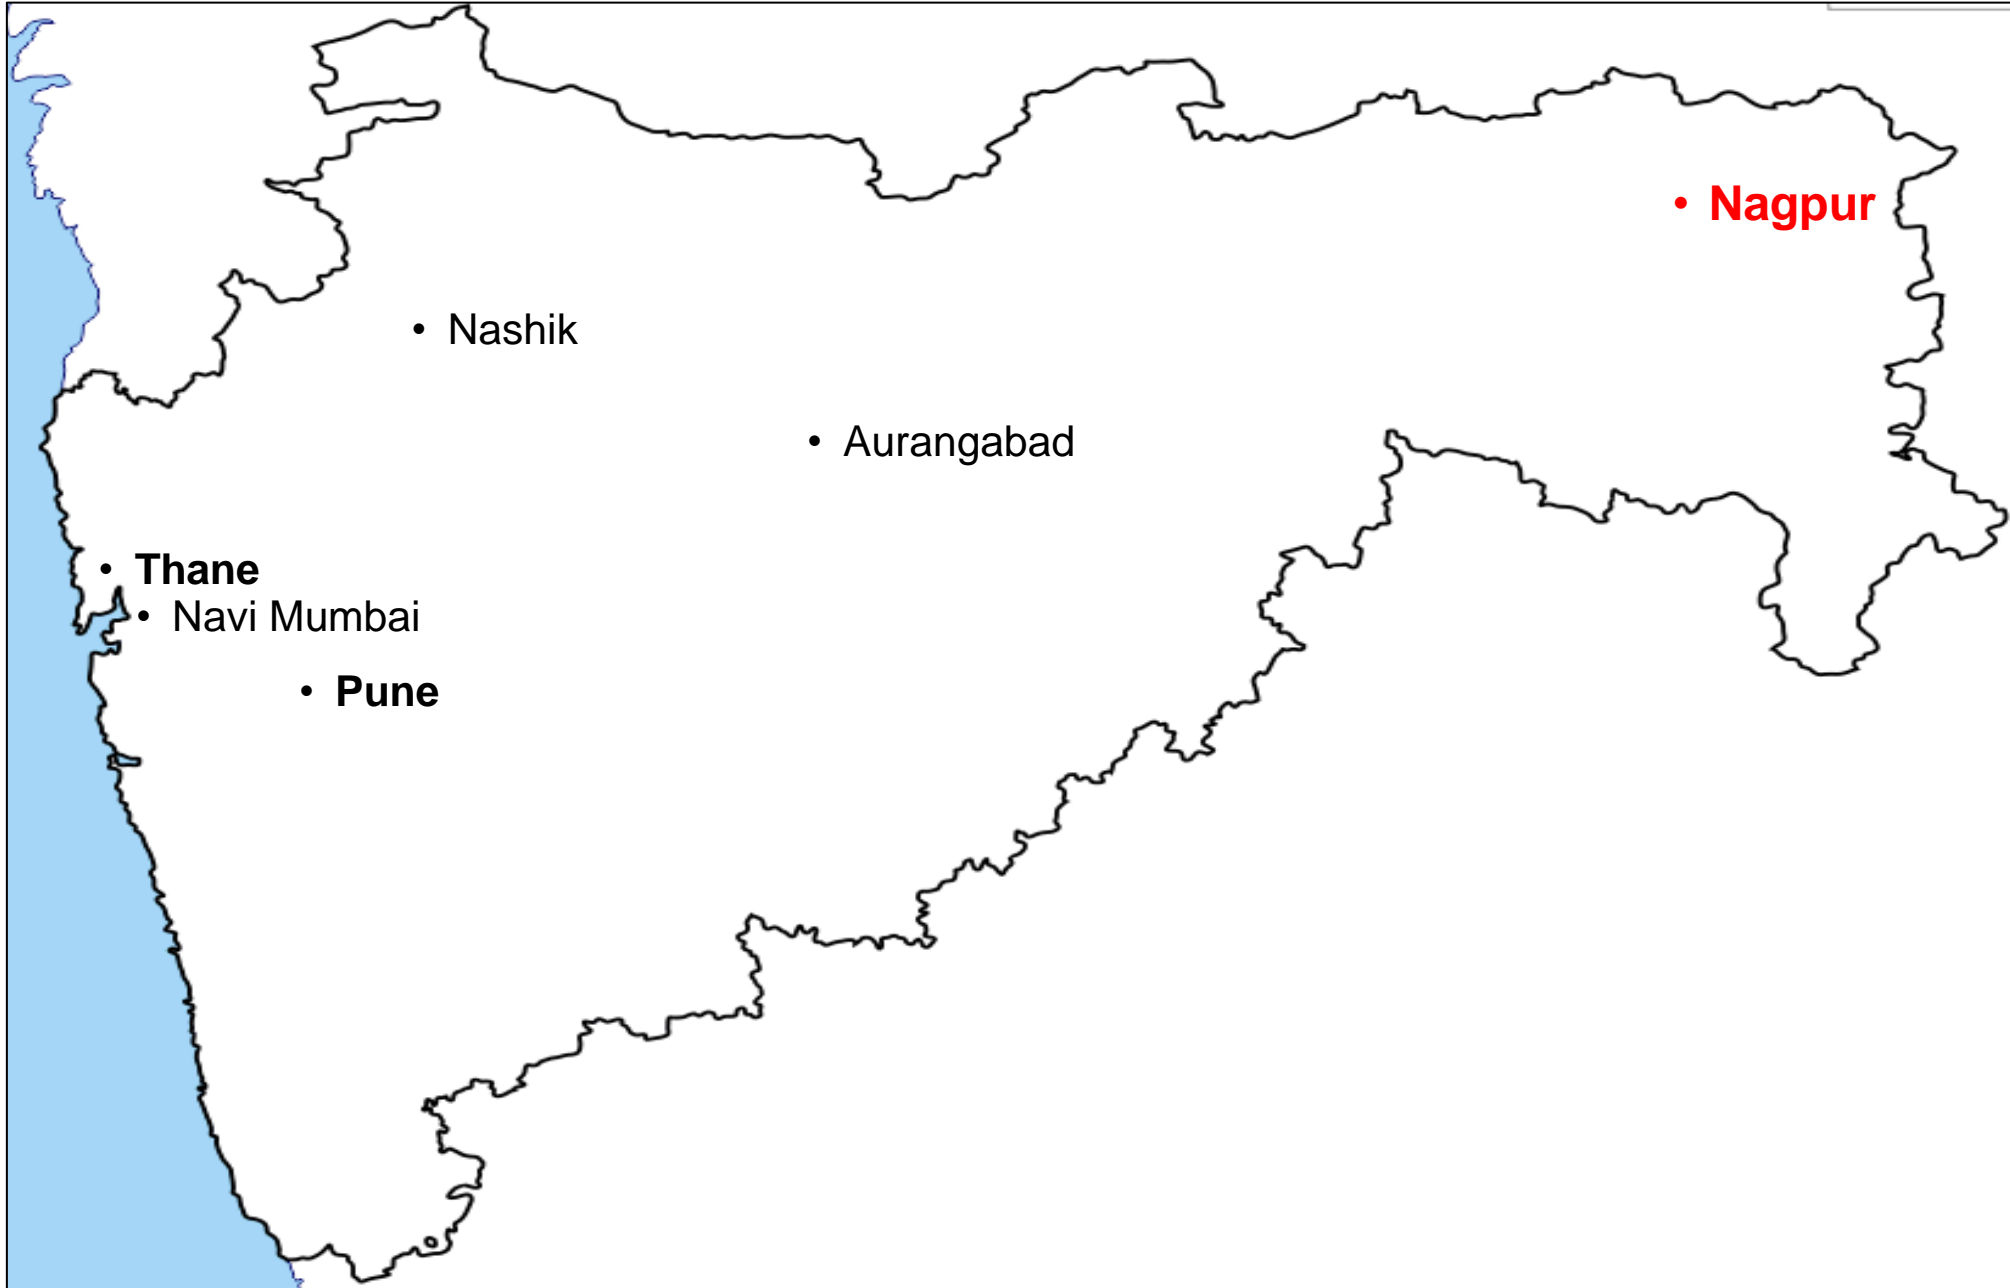 • Nagpur
• Nashik
• Aurangabad
• Thane
• Navi Mumbai
• Pune